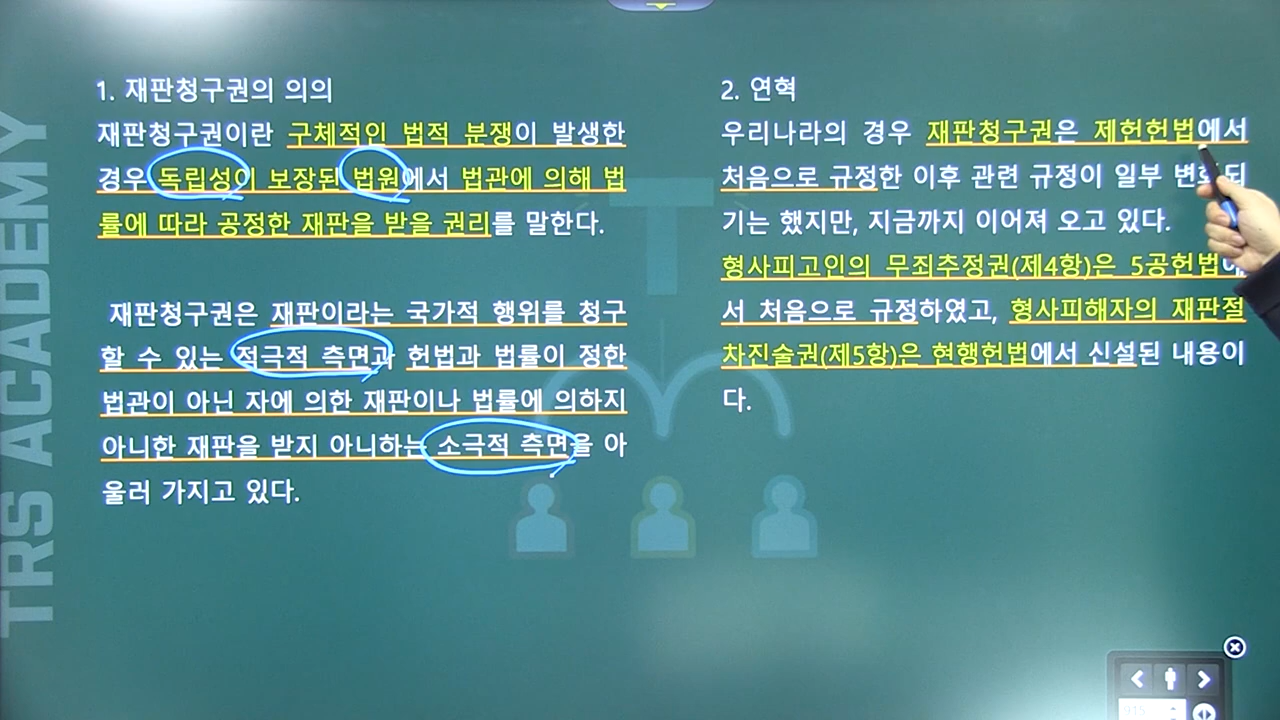 1. 재판청구권의 의의
재판청구권이란 구체적인 법적 분쟁이 발생한
경우 독립성이 보장된 법원에서 법관에 의해 법
률에 따라 공정한 재판을 받을 권리를 말한다.
재판청구권은 재판이라는 국가적 행위를 청구
할 수 있는 적극적 측면과 헌법과 법률이 정한
법관이 아닌 자에 의한 재판이나 법률에 의하지
아니한 재판을 받지 아니하는 소극적 측면을 아
울러 가지고 있다.
2. 연혁
우리나라의 경우 재판청구권은 제헌헌법에서
처음으로 규정한 이후 관련 규정이 일부 변화되
기는 했지만, 지금까지 이어져 오고 있다.
형사피고인의 무죄추정권(제4항)은 5공헌법에
서 처음으로 규정하였고, 형사피해자의 재판절
차진술권(제5항)은 현행헌법에서 신설된 내용이
다.
TRS ACADEMY